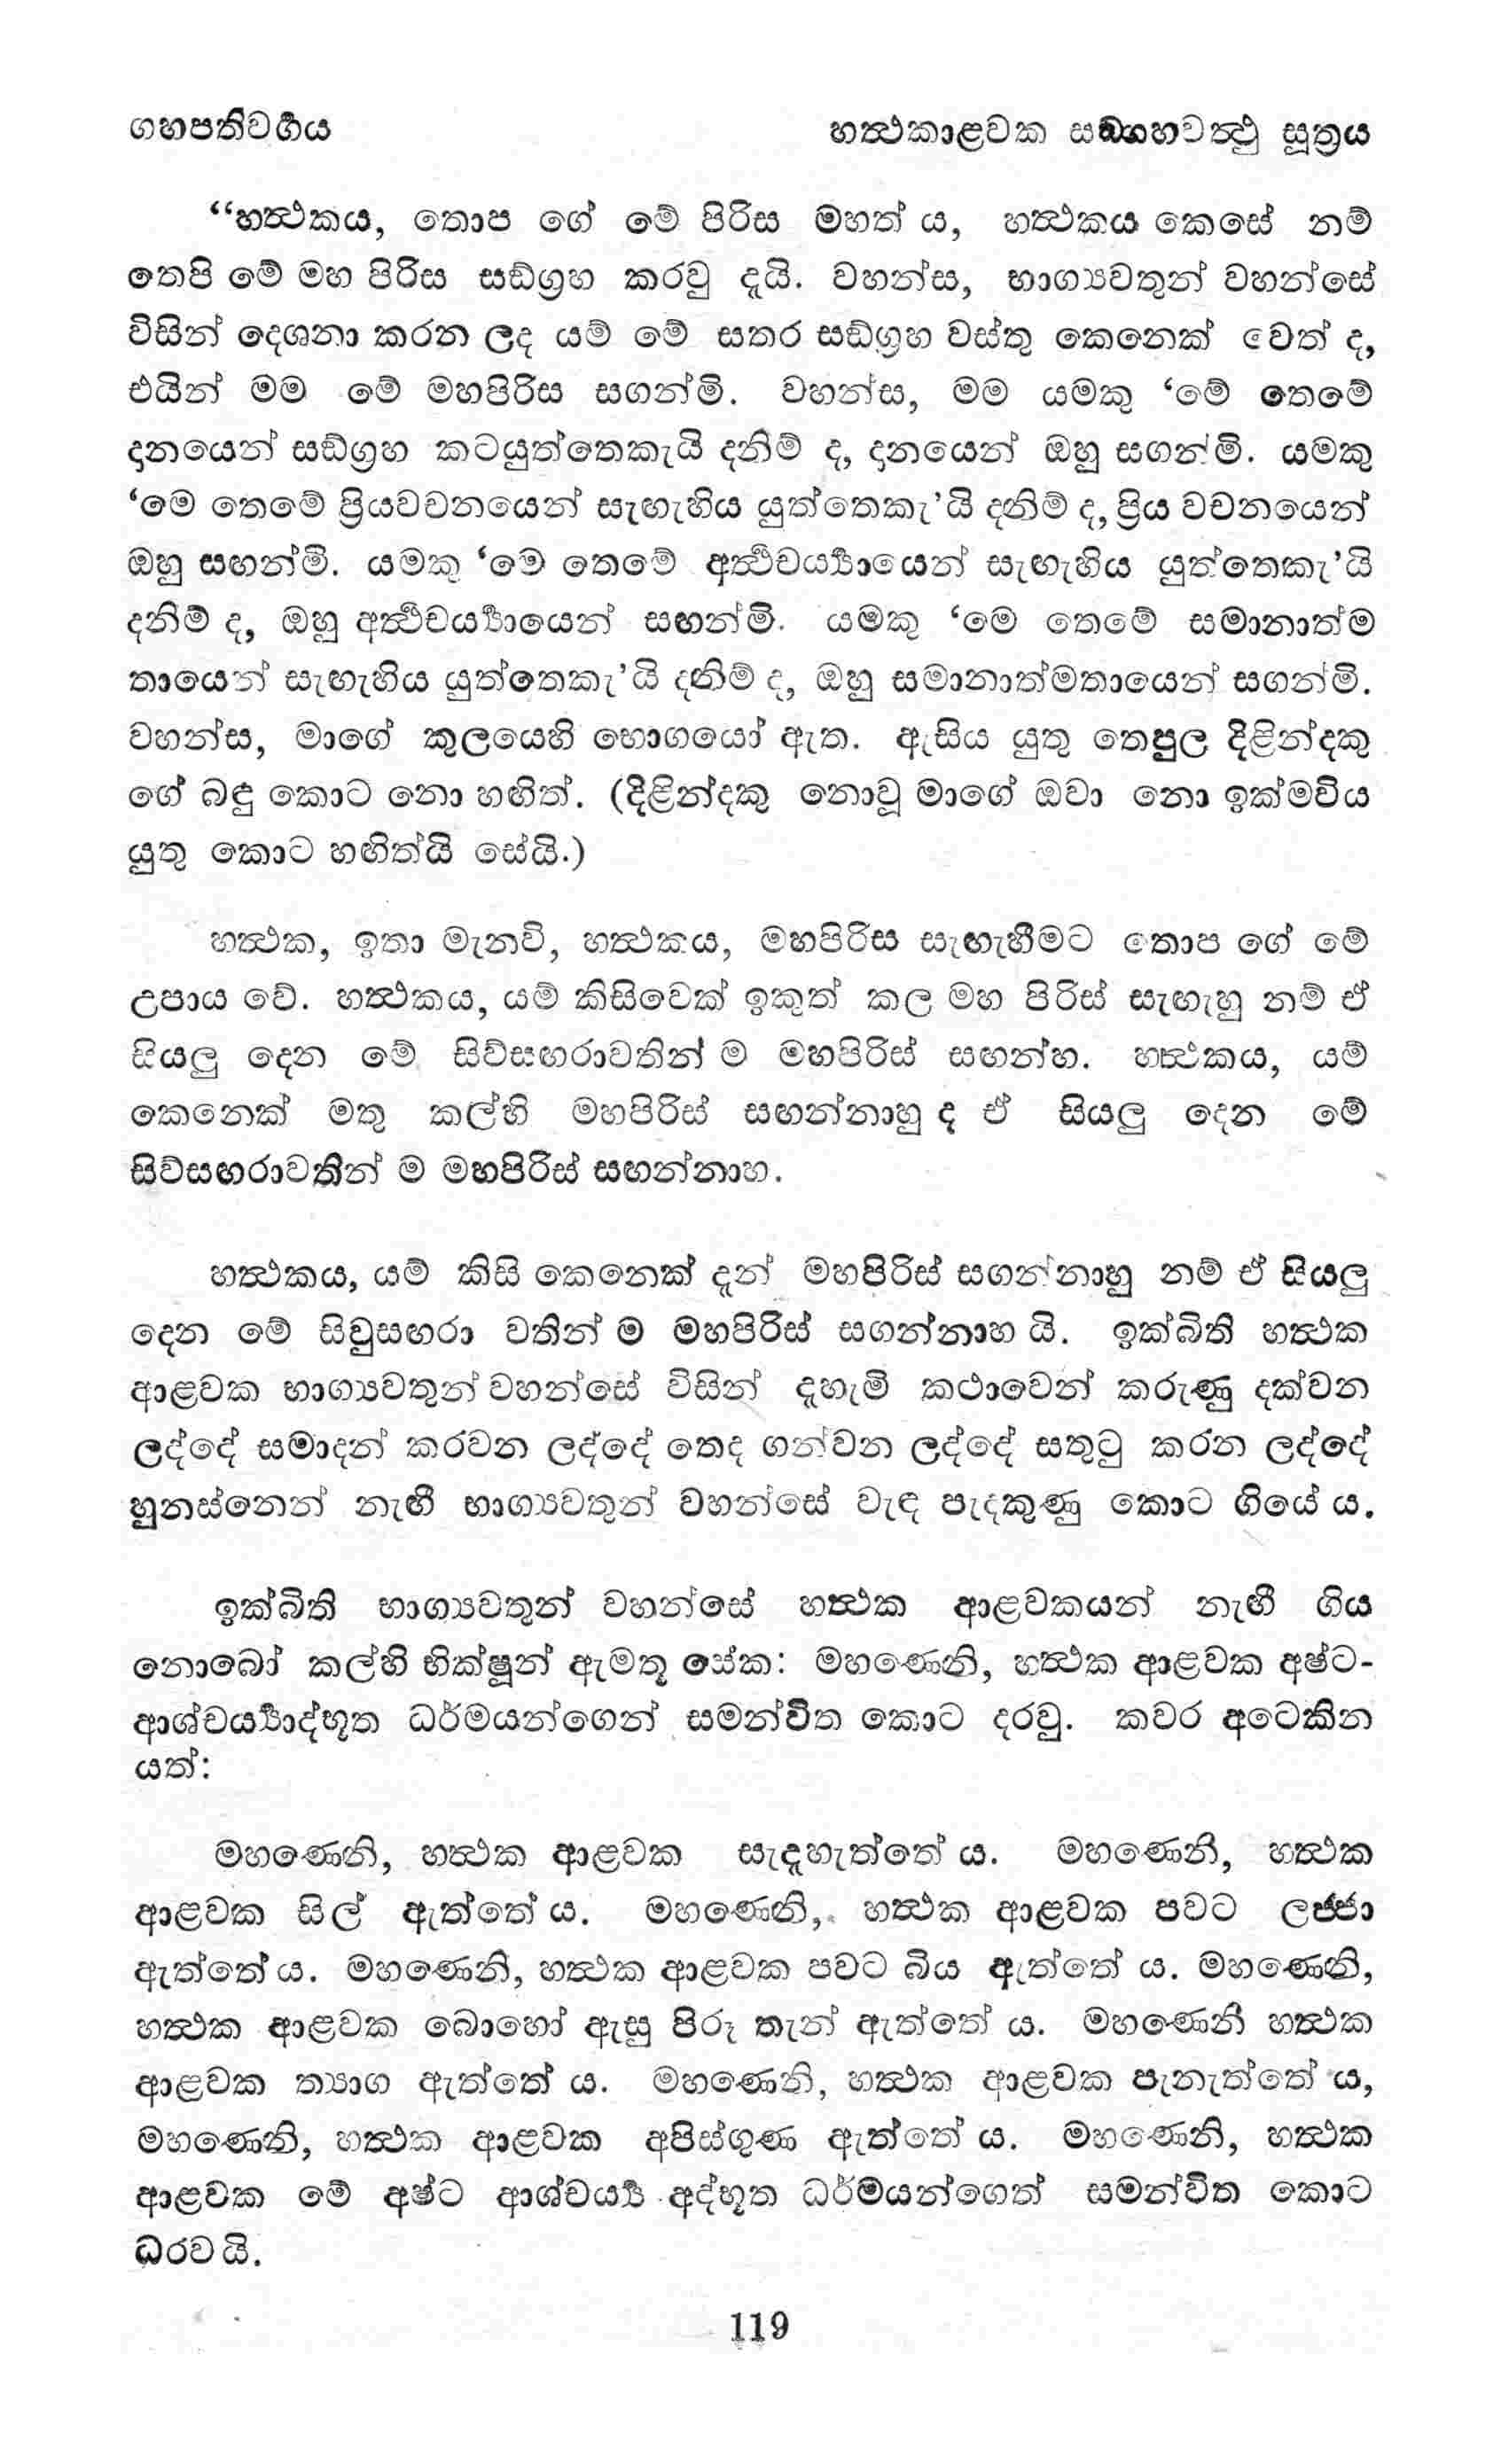 ගහපතිවර්‍ගය හත්‍ථකාළවක සඞ්ගහවත්‍ථු සූත්‍රය
“හත්‍ථකය, තොප ගේ මේ පිරිස මහත් ය, හත්‍ථකය කෙසේ නම්
තෙපි මේ මහ පිරිස සඞ්ග්‍රහ කරවු දැයි. වහන්ස, භාග්‍යවතුන් වහන්සේ
විසින් දෙශනා කරන ලද යම් මේ සතර සඞ්ග්‍රහ වස්තු කෙනෙක් වෙත් ද,
එයින් මම මේ මහපිරිස සගන්මි. වහන්ස, මම යමකු ‘මේ තෙමේ
දානයෙන් සඞ්ග්‍රහ කටයුත්තෙකැයි දනිම් ද, දානයෙන් ඔහු සගන්මි. යමකු
‘මෙ තෙමේ ප්‍රියවචනයෙන් සැඟැහිය යුත්තෙකැ’යි දනිම් ද, ප්‍රිය වචනයෙන්
ඔහු සඟන්මි. යමකු ‘මෙ තෙමේ අර්‍ත්‍ථචර්‍ය්‍යායෙන් සැඟැහිය යුත්තෙකැ’යි
දනිම් ද, ඔහු අර්‍ත්‍ථචර්‍ය්‍යායෙන් සඟන්මි. යමකු ‘මෙ තෙමේ සමානාත්ම
තායෙන් සැඟැහිය යුත්තෙකැ’යි දනිම් ද, ඔහු සමානාත්මතායෙන් සගන්මි.
වහන්ස, මාගේ කුලයෙහි භොගයෝ ඇත. ඇසිය යුතු තෙපුල දිළින්දකු
ගේ බඳු කොට නො හඟිත්. (දිළින්දකු නොවූ මාගේ ඔවා නො ඉක්මවිය
යුතු කොට හඟිත්යි සේයි.)
හත්‍ථක, ඉතා මැනවි, හත්‍ථකය, මහපිරිස සැඟැහීමට තොප ගේ මේ
උපාය වේ. හත්‍ථකය, යම් කිසිවෙක් ඉකුත් කල මහ පිරිස් සැඟැහු නම් ඒ
සියලු දෙන මේ සිව්සඟරාවතින් ම මහපිරිස් සඟන්හ. හත්‍ථකය, යම්
කෙනෙක් මතු කල්හි මහපිරිස් සඟන්නාහු ද ඒ සියලු දෙන මේ
සිව්සඟරාවතින් ම මහපිරිස් සඟන්නාහ.
හත්‍ථකය, යම් කිසි කෙනෙක් දැන් මහපිරිස් සගන්නාහු නම් ඒ සියලු
දෙන මේ සිවුසඟරා වතින් ම මහපිරිස් සගන්නාහ යි. ඉක්බිති හත්‍ථක
ආළවක භාග්‍යවතුන් වහන්සේ විසින් දැහැමි කථාවෙන් කරුණු දක්වන
ලද්දේ සමාදන් කරවන ලද්දේ තෙද ගන්වන ලද්දේ සතුටු කරන ලද්දේ
හුනස්නෙන් නැඟී භාග්‍යවතුන් වහන්සේ වැඳ පැදකුණු කොට ගියේ ය.
ඉක්බිති භාග්‍යවතුන් වහන්සේ හත්‍ථක ආළවකයන් නැඟී ගිය
නොබෝ කල්හි භික්ෂූන් ඇමතූ සේක: මහණෙනි, හත්‍ථක ආළවක අෂ්ට-
ආශ්චර්‍ය්‍යාද්භූත ධර්මයන්ගෙන් සමන්විත කොට දරවු. කවර අටෙකින
යත්:
මහණෙනි, හත්‍ථක ආළවක සැදැහැත්තේ ය. මහණෙනි, හත්‍ථක
ආළවක සිල් ඇත්තේ ය. මහණෙනි, හත්‍ථක ආළවක පවට ලජ්ජා
ඇත්තේ ය. මහණෙනි, හත්‍ථක ආළවක පවට බිය ඇත්තේ ය. මහණෙනි,
හත්‍ථක ආළවක බොහෝ ඇසු පිරූ තැන් ඇත්තේ ය. මහණෙනි හත්‍ථක
ආළවක ත්‍යාග ඇත්තේ ය. මහණෙනි, හත්‍ථක ආළවක පැනැත්තේ ය,
මහණෙනි, හත්‍ථක ආළවක අපිස්ගුණ ඇත්තේ ය. මහණෙනි, හත්‍ථක
ආළවක මේ අෂ්ට ආශ්චර්‍ය්‍ය අද්භූත ධර්මයන්ගෙන් සමන්විත කොට
ධරව යි.
119